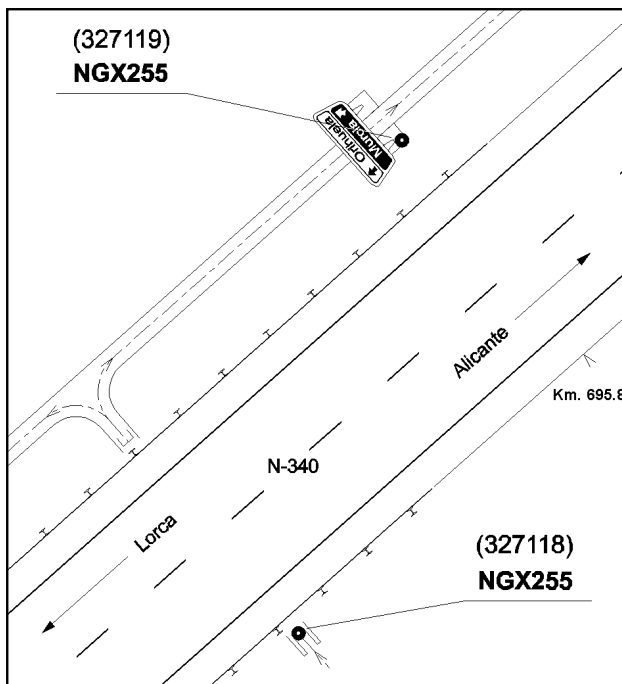 (327119)
NGX255
Orihuela
Murcia
Alicante
Km. 695.8
N-340
Lorca
(327118)
NGX255